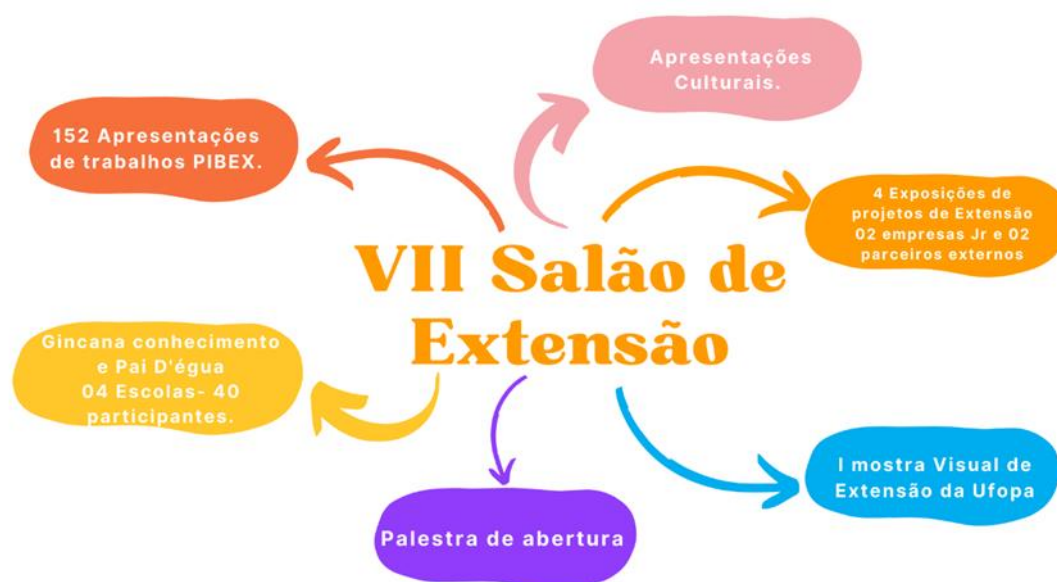 Apresentações
Culturais.
152 Apresentações
de trabalhos PIBEX.
4 Exposições de
projetos de Extensão
02 empresas Jr e 02
parceiros externos
VII Salão de
Extensão
Gincana conhecimento
e Pai D'égua
04 Escolas- 40
participantes.
I mostra Visual de
Extensão da Ufopa
Palestra de abertura